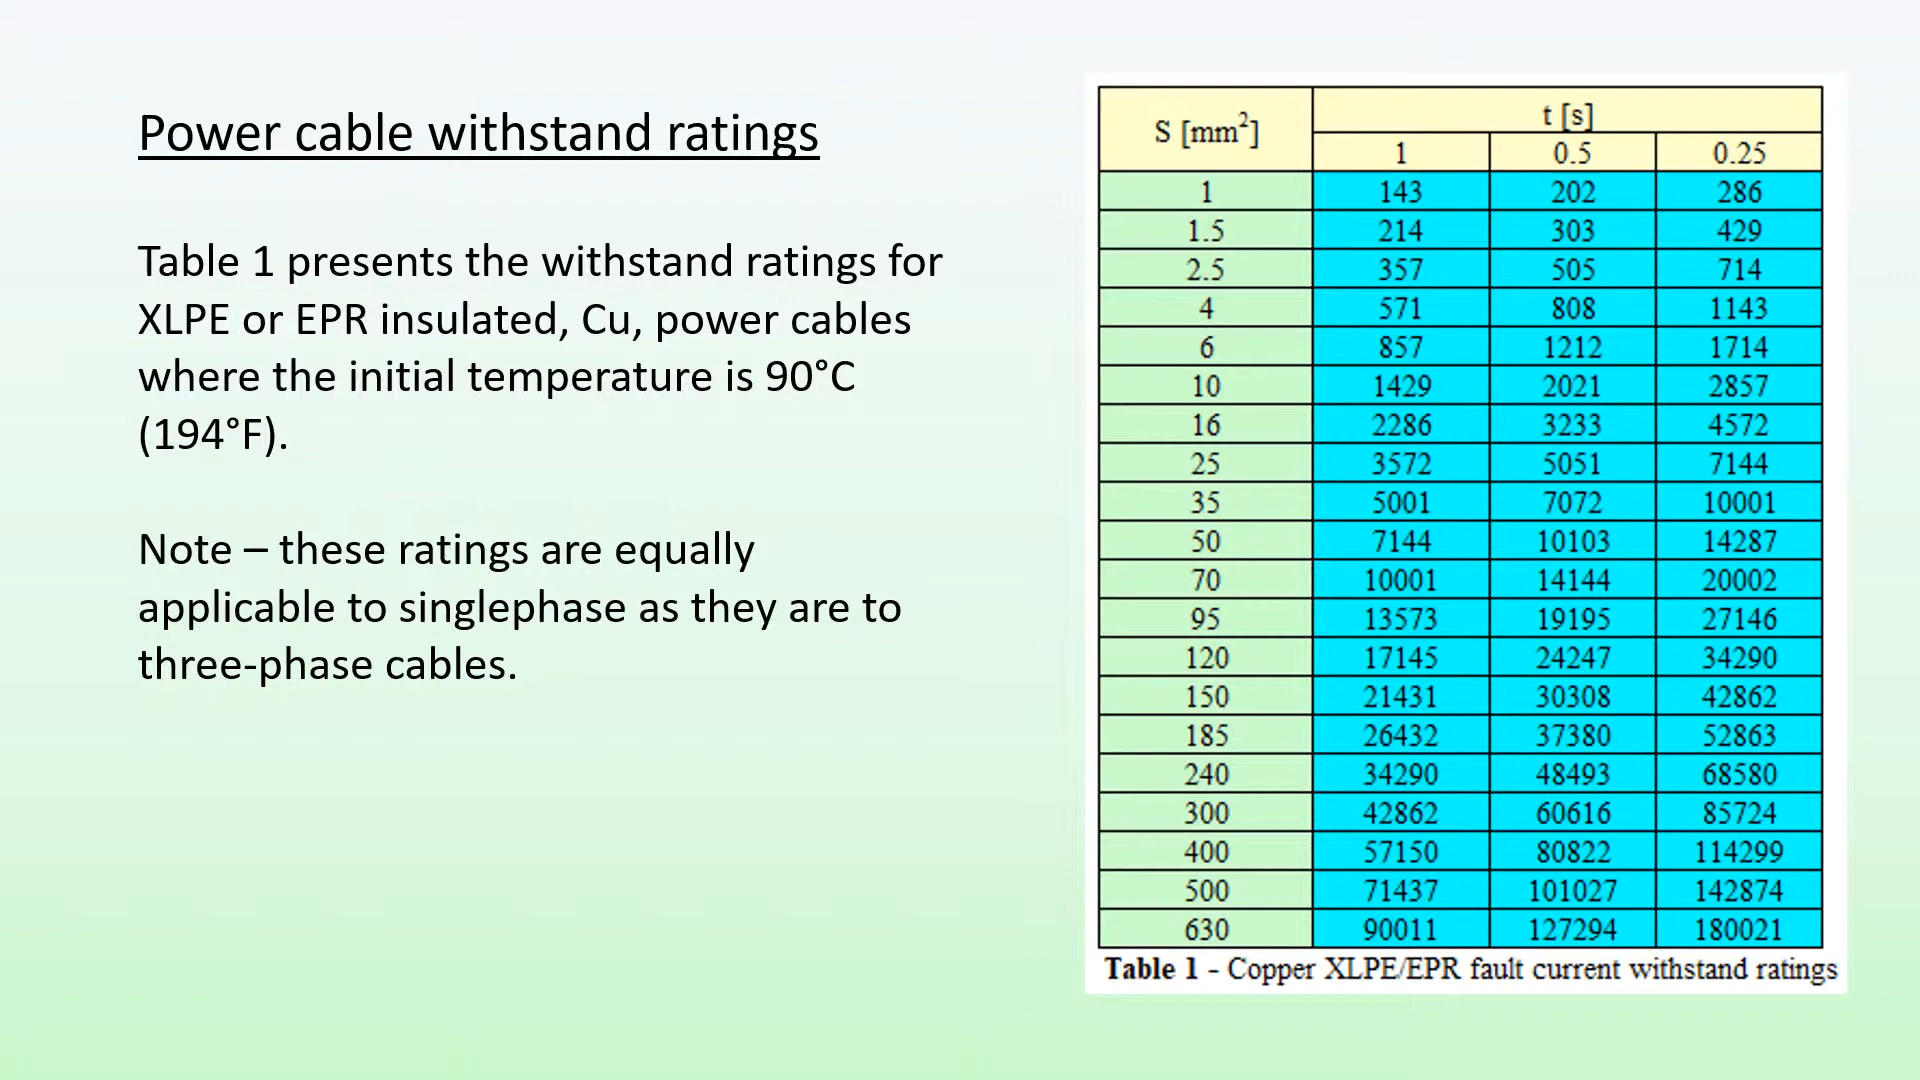 Power cable withstand ratings
Table 1 presents the withstand ratings for
XLPE or EPR insulated, Cu, power cables
where the initial temperature is 90°C
(194°F).
Note – these ratings are equally
applicable to singlephase as they are to
three-phase cables.
S [mm²] t [s]
1 0.5 0.25
1 143 202 286
1.5 214 303 429
2.5 357 505 714
4 571 808 1143
6 857 1212 1714
10 1429 2021 2857
16 2286 3233 4572
25 3572 5051 7144
35 5001 7072 10001
50 7144 10103 14287
70 10001 14144 20002
95 13573 19195 27146
120 17145 24247 34290
150 21431 30308 42862
185 26432 37380 52863
240 34290 48493 68580
300 42862 60616 85724
400 57150 80822 114299
500 71437 101027 142874
630 90011 127294 180021
Table 1 - Copper XLPE/EPR fault current withstand ratings